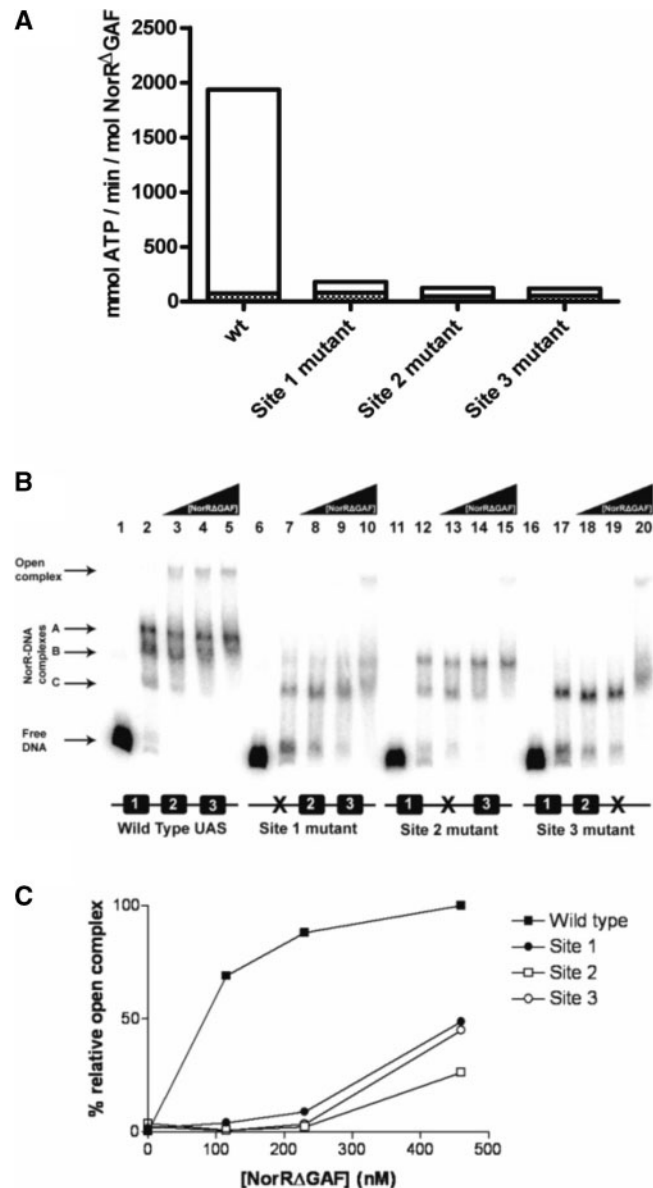 A
mmol ATP / min / mol NorRΔGAF
2500
2000
1500
1000
500
0
wt
Site 1 mutant
Site 2 mutant
Site 3 mutant
B
[NorRΔGAF] [NorRΔGAF] [NorRΔGAF] [NorRΔGAF]
1 2 3 4 5 6 7 8 9 10 11 12 13 14 15 16 17 18 19 20
Open complex
NorR-DNA complexes
A
B
C
Free DNA
1 2 3 X 2 3 1 X 3 1 2 X
Wild Type UAS Site 1 mutant Site 2 mutant Site 3 mutant
C
% relative open complex
100
50
0
0 100 200 300 400 500
[NorRΔGAF] (nM)
Wild type
Site 1
Site 2
Site 3